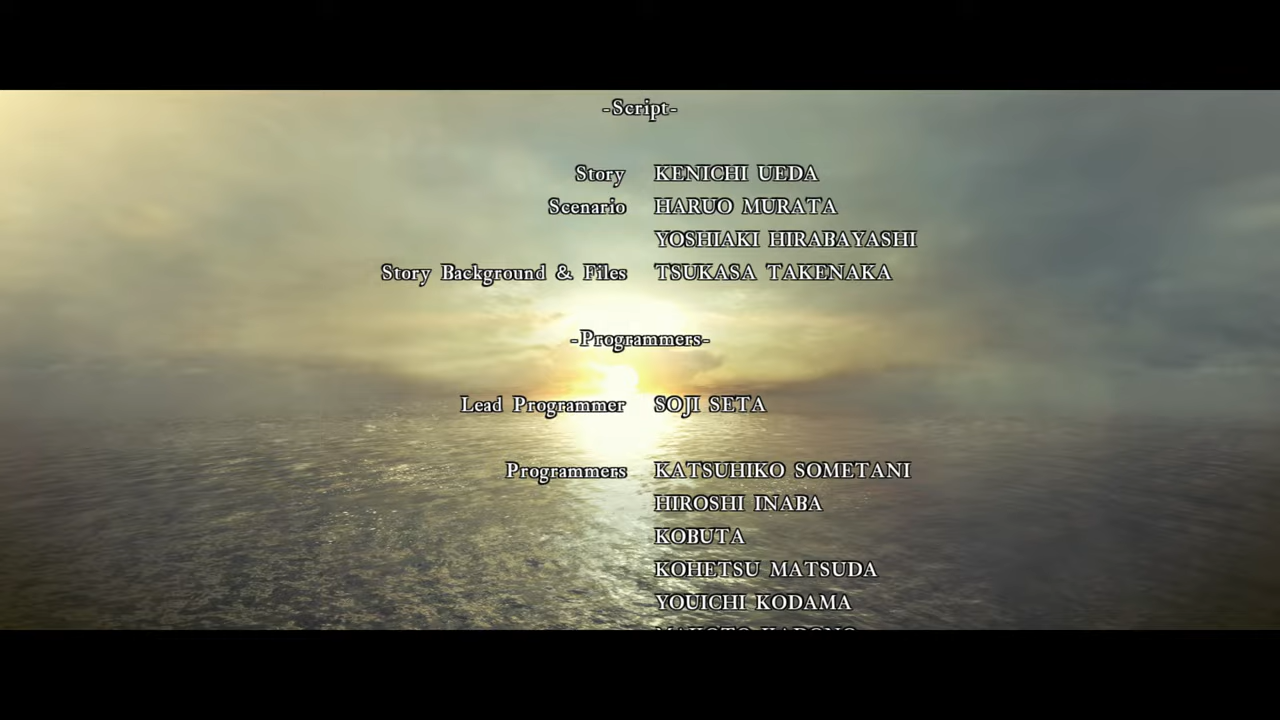 -Script-
Story KENICHI UEDA
Scenario HARUO MURATA
YOSHIAKI HIRABAYASHI
Story Background & Files TSUKASA TAKENAKA
-Programmers-
Lead Programmer SOJI SETA
Programmers KATSUHIKO SOMETANI
HIROSHI INABA
KOBUTA
KOHETSU MATSUDA
YOUICHI KODAMA